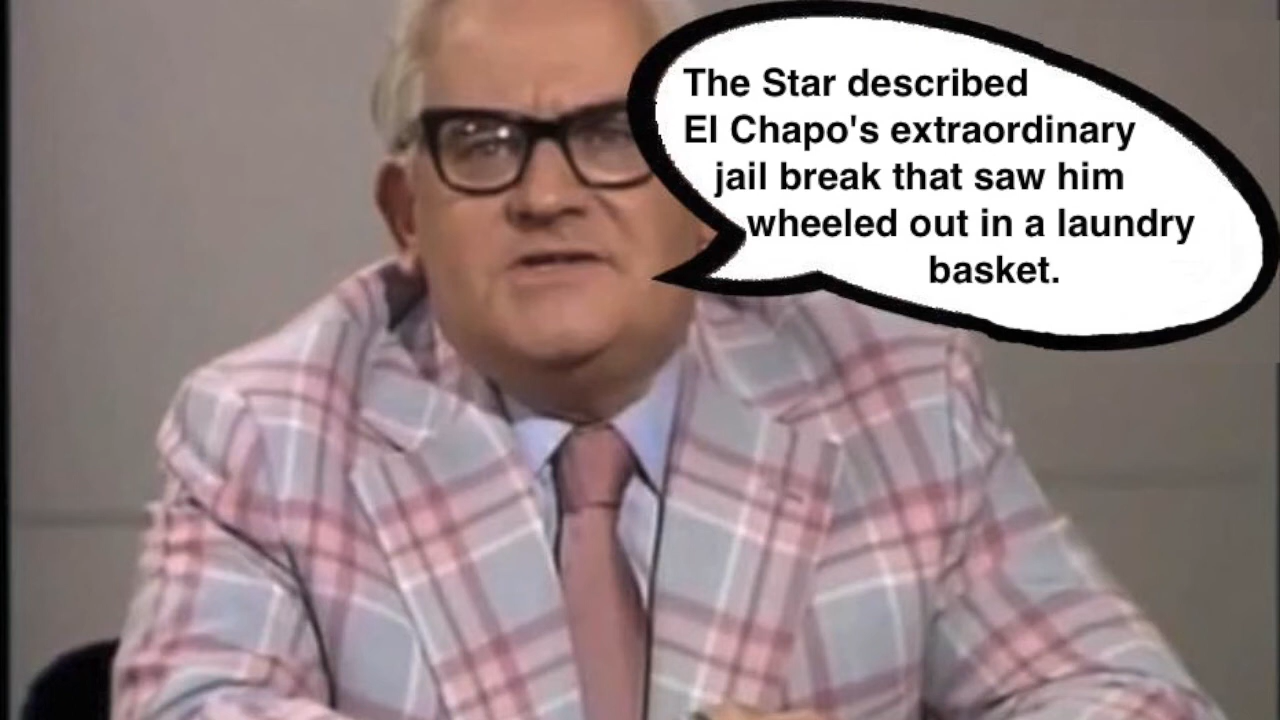 The Star described
El Chapo's extraordinary
jail break that saw him
wheeled out in a laundry
basket.